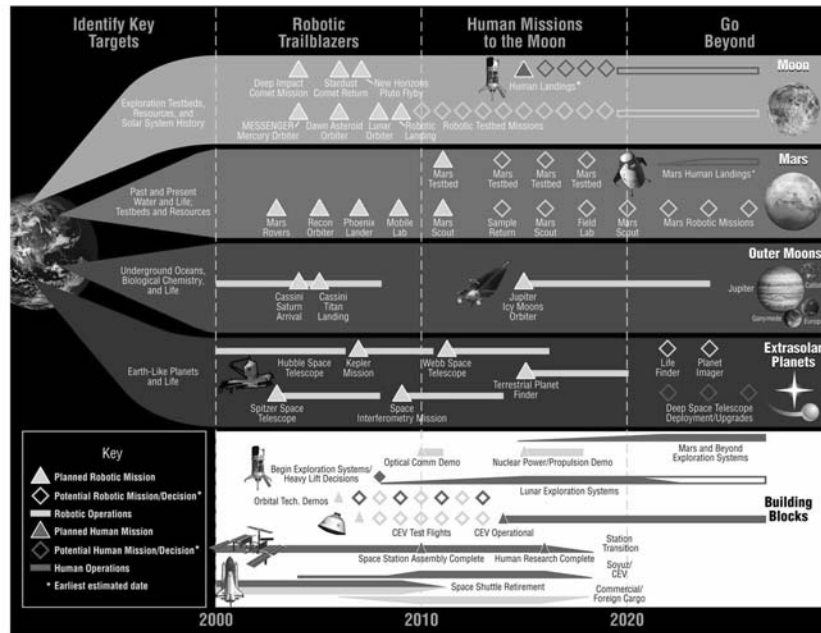 Identify Key
Targets
Robotic
Trailblazers
Human Missions
to the Moon
Go
Beyond
Moon
Exploration Testbeds,
Resources, and
Solar System History
Deep Impact
Comet Mission
Stardust
Comet Return
New Horizons
Pluto Flyby
Human Landings*
MESSENGER
Mercury Orbiter
Dawn Asteroid
Orbiter
Lunar
Orbiter
Robotic
Landing
Robotic Testbed Missions
Mars
Past and Present
Water and Life;
Testbeds and Resources
Mars
Testbed
Mars
Testbed
Mars
Testbed
Mars
Testbed
Mars Human Landings*
Mars
Rovers
Recon
Orbiter
Phoenix
Lander
Mobile
Lab
Mars
Scout
Sample
Return
Mars
Scout
Field
Lab
Mars
Scout
Mars Robotic Missions
Outer Moons
Underground Oceans,
Biological Chemistry,
and Life
Cassini
Saturn
Arrival
Cassini
Titan
Landing
Jupiter
Icy Moons
Orbiter
Jupiter
Ganymede
Extrasolar
Planets
Earth-Like Planets
and Life
Hubble Space
Telescope
Kepler
Mission
Webb Space
Telescope
Terrestrial Planet
Finder
Life
Finder
Planet
Imager
Spitzer Space
Telescope
Space
Interferometry Mission
Deep Space Telescope
Deployment/Upgrades
Key
Planned Robotic Mission
Potential Robotic Mission/Decision*
Robotic Operations
Planned Human Mission
Potential Human Mission/Decision*
Human Operations
* Earliest estimated date
Building
Blocks
Mars and Beyond
Exploration Systems
Optical Comm Demo
Nuclear Power/Propulsion Demo
Begin Exploration Systems/
Heavy Lift Decisions
Lunar Exploration Systems
Orbital Tech. Demos
CEV Test Flights
CEV Operational
Space Station Assembly Complete
Human Research Complete
Station
Transition
Soyuz/
CEV
Space Shuttle Retirement
Commercial/
Foreign Cargo
2000
2010
2020